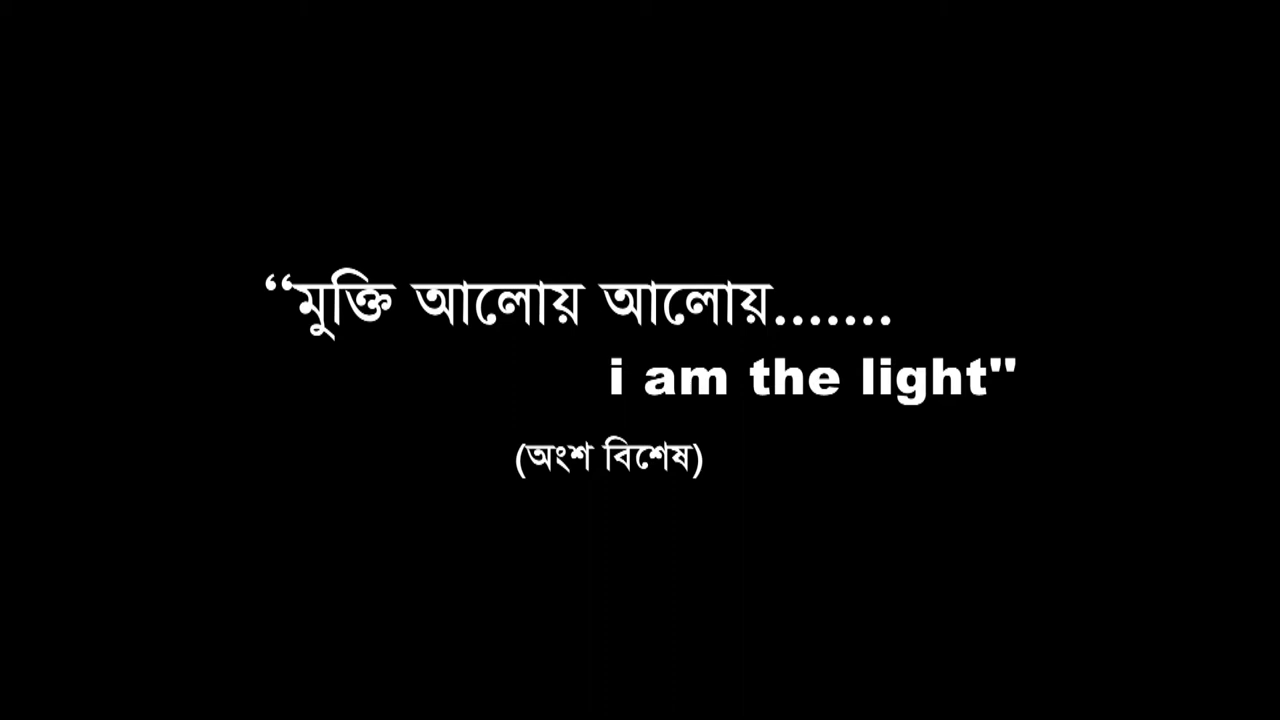 ‘‘মুক্তি আলোয় আলোয়.......
i am the light"
(অংশ বিশেষ)